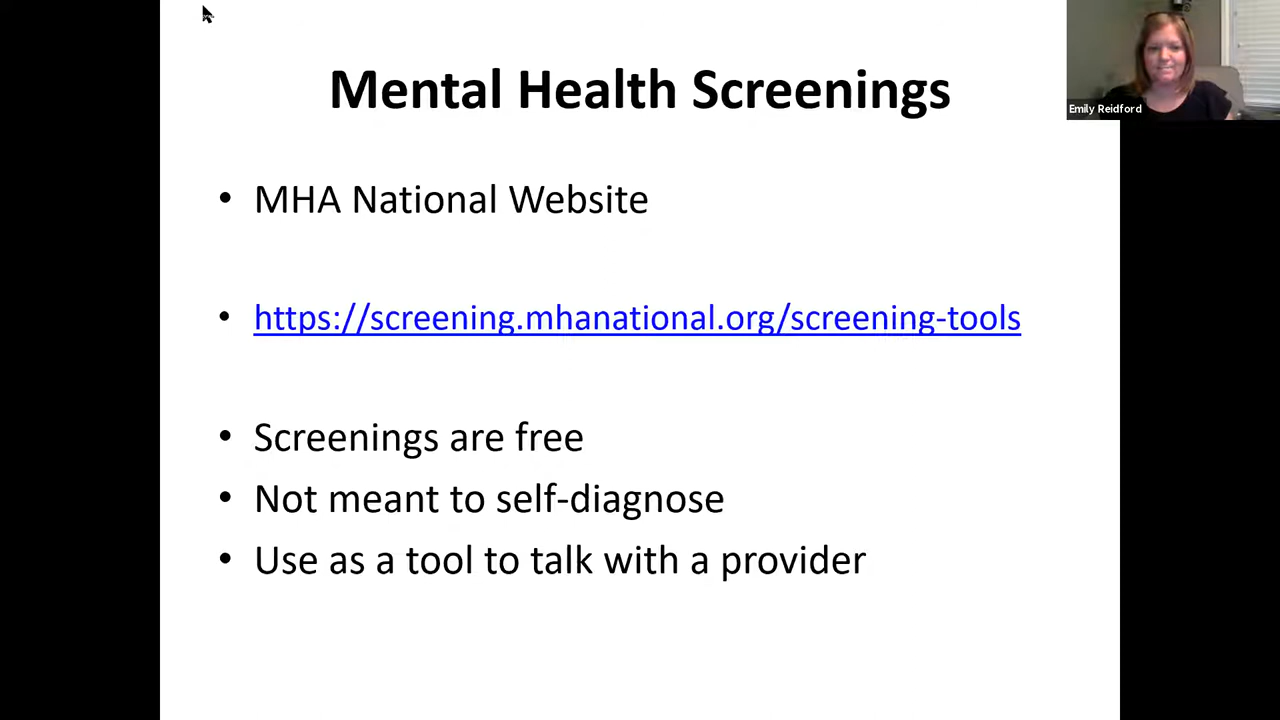 Mental Health Screenings
Emily Reidford
• MHA National Website
• https://screening.mhanational.org/screening-tools
• Screenings are free
• Not meant to self-diagnose
• Use as a tool to talk with a provider